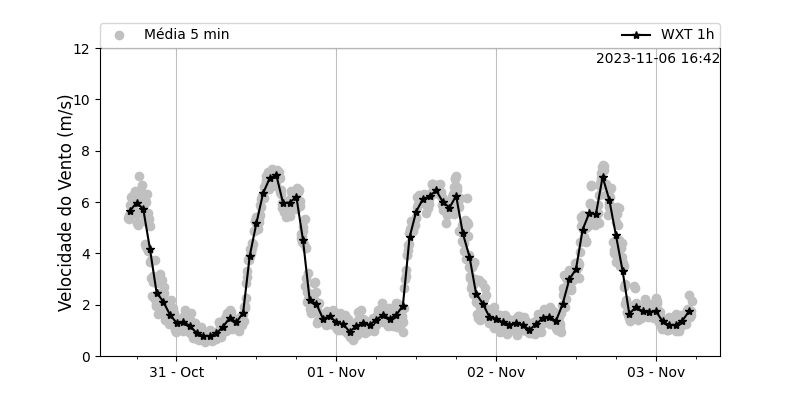 Média 5 min WXT 1h
2023-11-06 16:42
Velocidade do Vento (m/s)
12
10
8
6
4
2
0
31 - Oct 01 - Nov 02 - Nov 03 - Nov